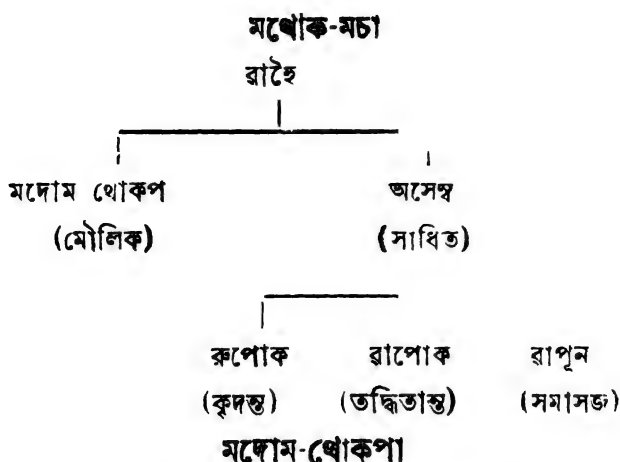 মথোক-মচা
ৱাহৈ
মদোম থোকপ
অসেম্ব
(মৌলিক)
(সাধিত)
রুপোক
ৱাপোক
ৱাপূন
(কৃদন্ত)
(তদ্ধিতান্ত)
(সমাসজ)
মদোম-থোকপা